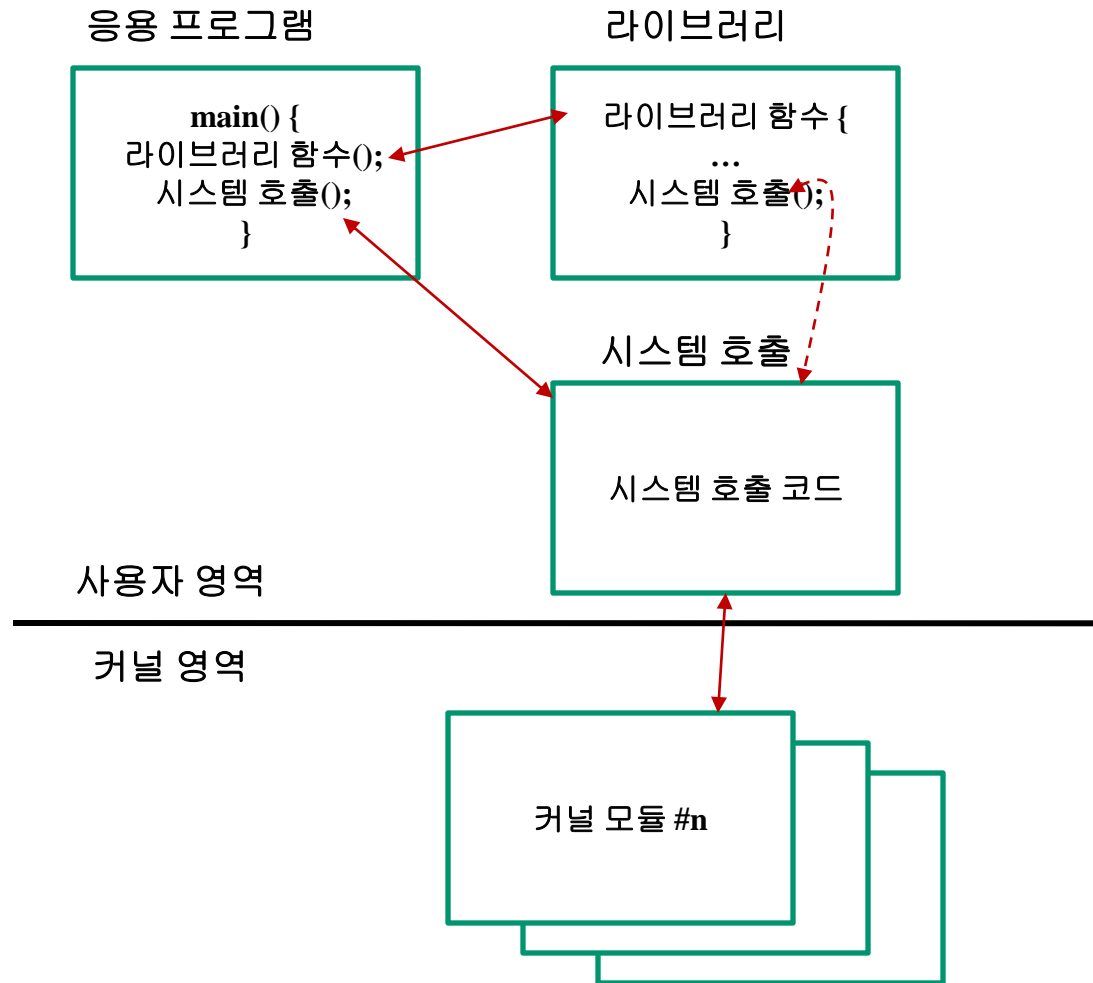 응용 프로그램
라이브러리
main() {
라이브러리 함수();
시스템 호출();
}
라이브러리 함수 {
…
시스템 호출();
}
시스템 호출
시스템 호출 코드
사용자 영역
커널 영역
커널 모듈 #n